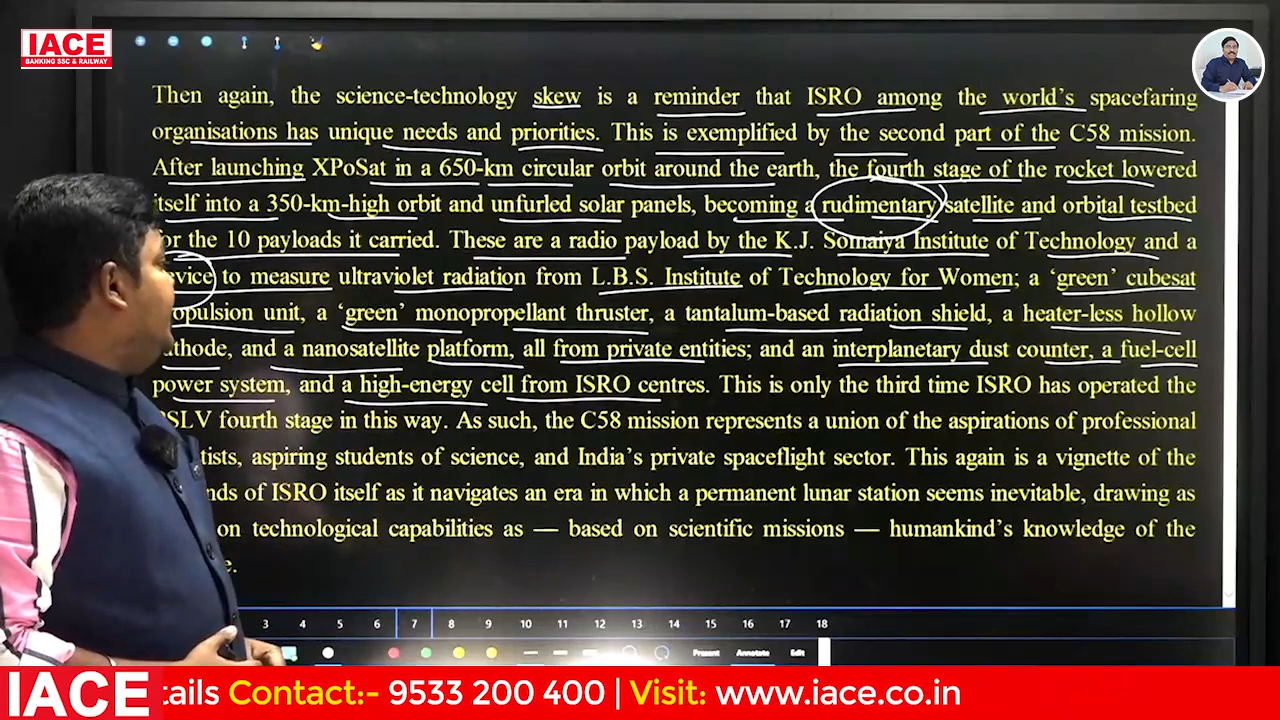 IACE
BANKING SSC & RAILWAY
Then again, the science-technology skew is a reminder that ISRO among the world's spacefaring
organisations has unique needs and priorities. This is exemplified by the second part of the C58 mission.
After launching XPoSat in a 650-km circular orbit around the earth, the fourth stage of the rocket lowered
itself into a 350-km-high orbit and unfurled solar panels, becoming a rudimentary satellite and orbital testbed
the 10 payloads it carried. These are a radio payload by the K.J. Somaiya Institute of Technology and a
to measure ultraviolet radiation from L.B.S. Institute of Technology for Women; a 'green' cubesat
unit, a 'green' monopropellant thruster, a tantalum-based radiation shield, a heater-less hollow
and a nanosatellite platform, all from private entities; and an interplanetary dust counter, a fuel-cell
power system, and a high-energy cell from ISRO centres. This is only the third time ISRO has operated the
fourth stage in this way. As such, the C58 mission represents a union of the aspirations of professional
aspiring students of science, and India's private spaceflight sector. This again is a vignette of the
of ISRO itself as it navigates an era in which a permanent lunar station seems inevitable, drawing as
on technological capabilities as — based on scientific missions — humankind's knowledge of the
3 4 5 6 7 8 9 10 11 12 13 14 15 16 17 18
Present Annotate Edit
IACE tails Contact:- 9533 200 400 | Visit: www.iace.co.in